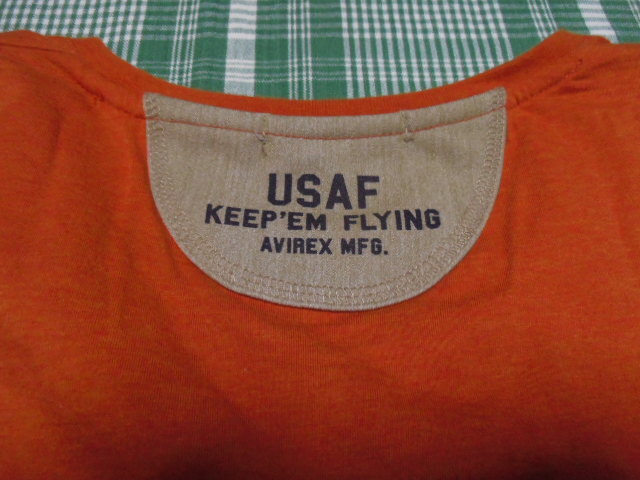 USAF
KEEP'EM FLYING
AVIREX MFG.